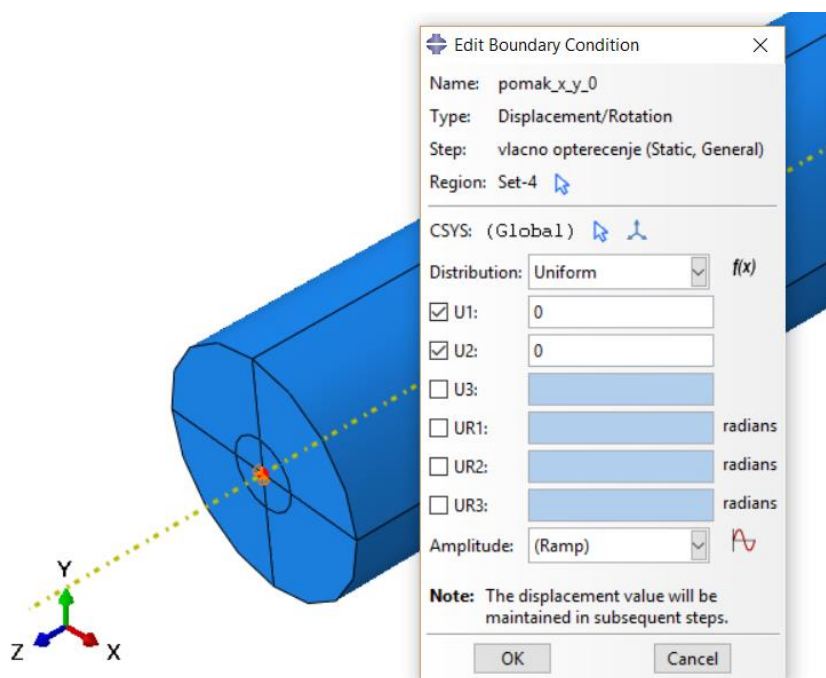 Edit Boundary Condition
Name: pomak_x_y_0
Type: Displacement/Rotation
Step: vlacno opterecenje (Static, General)
Region: Set-4
CSYS: (Global)
Distribution: Uniform f(x)
U1: 0
U2: 0
U3:
UR1: radians
UR2: radians
UR3: radians
Amplitude: (Ramp)
Note: The displacement value will be
maintained in subsequent steps.
OK Cancel
Y
Z X